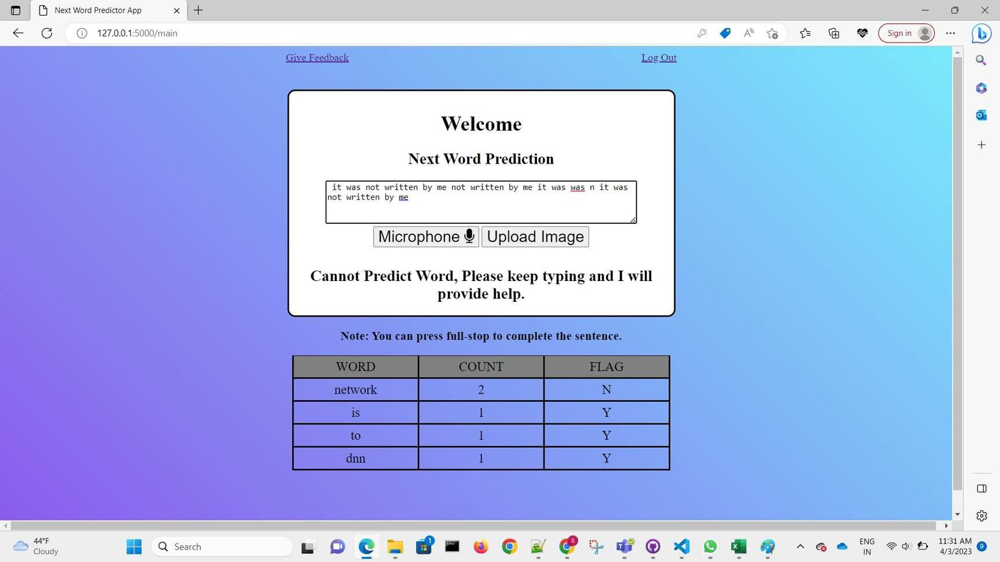 Next Word Predictor App
127.0.0.1:5000/main
Sign in
Give Feedback
Log Out
Welcome
Next Word Prediction
it was not written by me not written by me it was was n it was
not written by me
Microphone Upload Image
Cannot Predict Word, Please keep typing and I will
provide help.
Note: You can press full-stop to complete the sentence.
WORD COUNT FLAG
network 2 N
is 1 Y
to 1 Y
dnn 1 Y
44°F
Cloudy
Search
1
S
ENG
IN
11:31 AM
4/3/2023
9